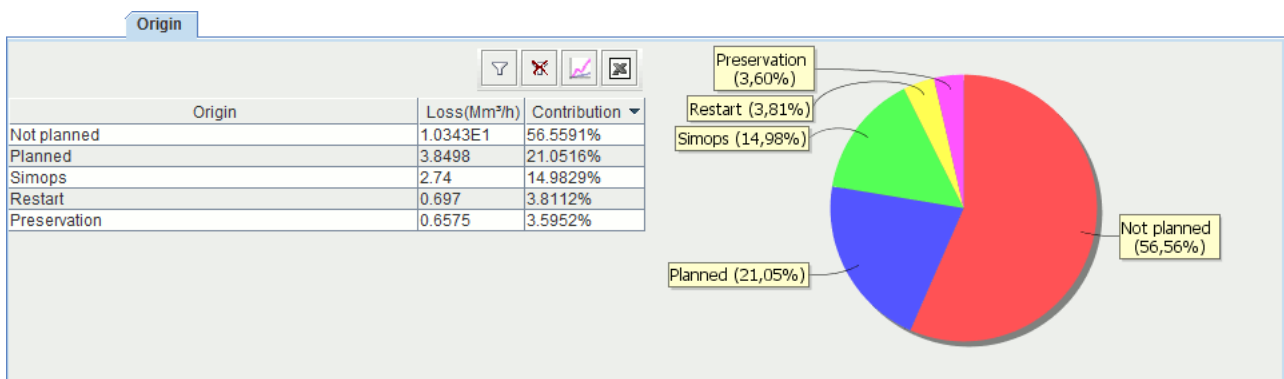 Origin
Origin Loss(Mm³/h) Contribution
Not planned 1.0343E1 56.5591%
Planned 3.8498 21.0516%
Simops 2.74 14.9829%
Restart 0.697 3.8112%
Preservation 0.6575 3.5952%
Preservation
(3,60%)
Restart (3,81%)
Simops (14,98%)
Planned (21,05%)
Not planned
(56,56%)